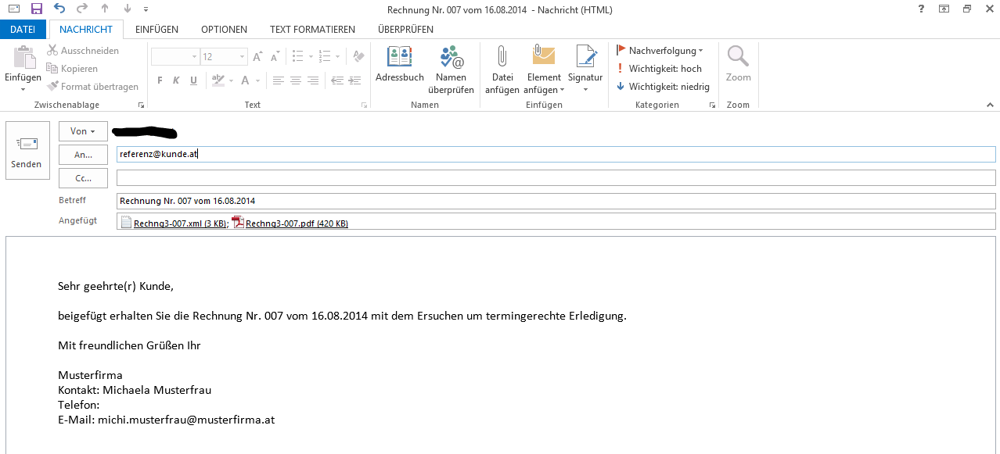 Rechnung Nr. 007 vom 16.08.2014 - Nachricht (HTML)
?
DATEI NACHRICHT EINFÜGEN OPTIONEN TEXT FORMATIEREN ÜBERPRÜFEN
Einfügen
Ausschneiden
Kopieren
Format übertragen
Zwischenablage
12
F K U
Text
Adressbuch
Namen
überprüfen
Namen
Datei
anfügen
Element
anfügen
Signatur
Einfügen
Nachverfolgung
Wichtigkeit: hoch
Wichtigkeit: niedrig
Kategorien
Zoom
Zoom
Senden
Von
An... referenz@kunde.at
Cc...
Betreff Rechnung Nr. 007 vom 16.08.2014
Angefügt Rechng3-007.xml (3 KB); Rechng3-007.pdf (420 KB)
Sehr geehrte(r) Kunde,
beigefügt erhalten Sie die Rechnung Nr. 007 vom 16.08.2014 mit dem Ersuchen um termingerechte Erledigung.
Mit freundlichen Grüßen Ihr
Musterfirma
Kontakt: Michaela Musterfrau
Telefon:
E-Mail: michi.musterfrau@musterfirma.at